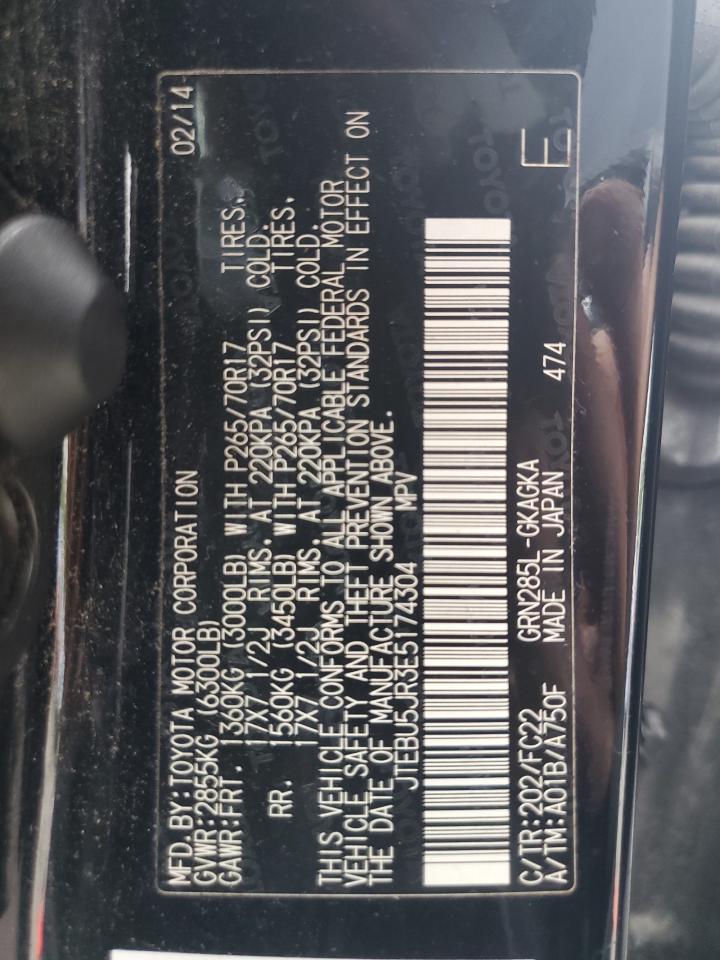 MFD.BY:TOYOTA MOTOR CORPORATION 02/14
GVWR:2855KG (6300LB)
GAWR:FRT. 1360KG (3000LB) WITH P265/70R17 TIRES,
17X7 1/2J RIMS, AT 220KPA (32PSI) COLD.
RR. 1560KG (3450LB) WITH P265/70R17 TIRES,
17X7 1/2J RIMS, AT 220KPA (32PSI) COLD.
THIS VEHICLE CONFORMS TO ALL APPLICABLE FEDERAL MOTOR
VEHICLE SAFETY AND THEFT PREVENTION STANDARDS IN EFFECT ON
THE DATE OF MANUFACTURE SHOWN ABOVE.
JTEBU5JR3E5174304 MPV
C/TR:202/FC22 GRN285L-GKAGKA
A/TM:A01B/A750F MADE IN JAPAN 474
E